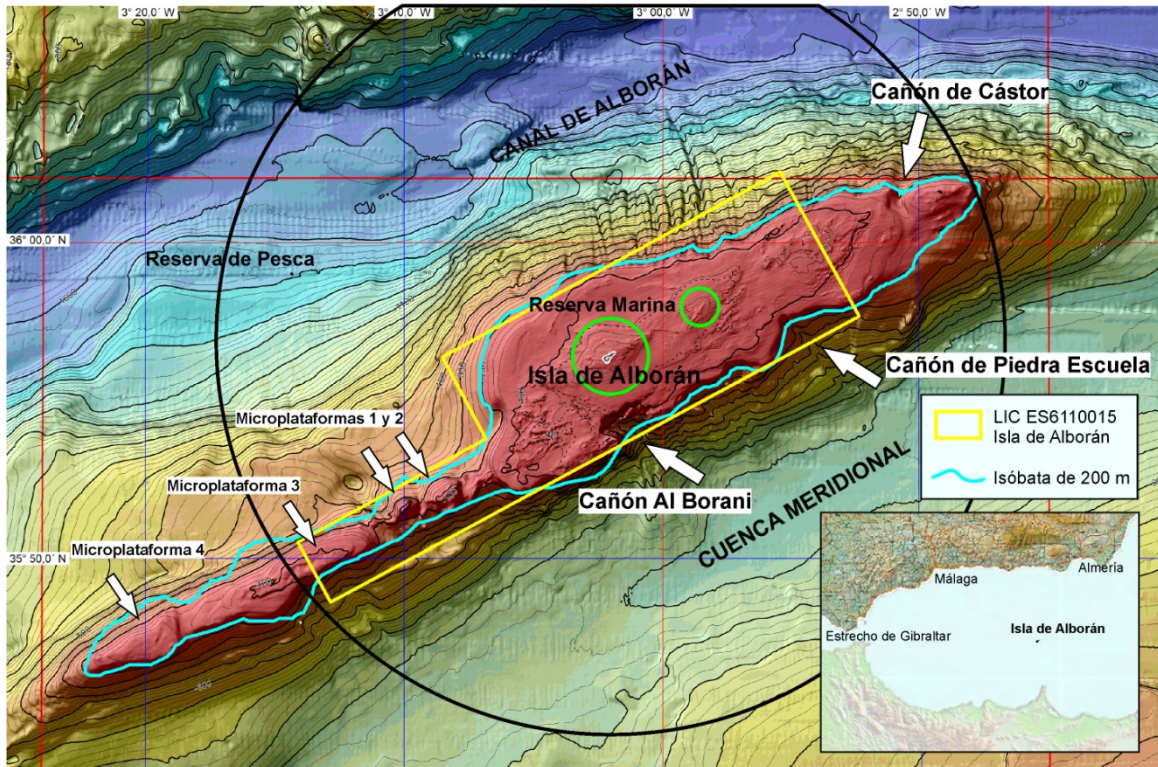 3° 20.0´ W
3° 10.0´ W
3° 00.0´ W
2° 50.0´ W
Cañón de Cástor
CANAL DE ALBORÁN
36° 00,0´ N
Reserva de Pesca
Reserva Marina
Isla de Alborán
Cañón de Piedra Escuela
Microplataformas 1 y 2
LIC ES6110015
Isla de Alborán
Isóbata de 200 m
Microplataforma 3
Cañón Al Borani
CUENCA MERIDIONAL
Microplataforma 4
35° 50,0´ N
Málaga
Almería
Estrecho de Gibraltar
Isla de Alborán